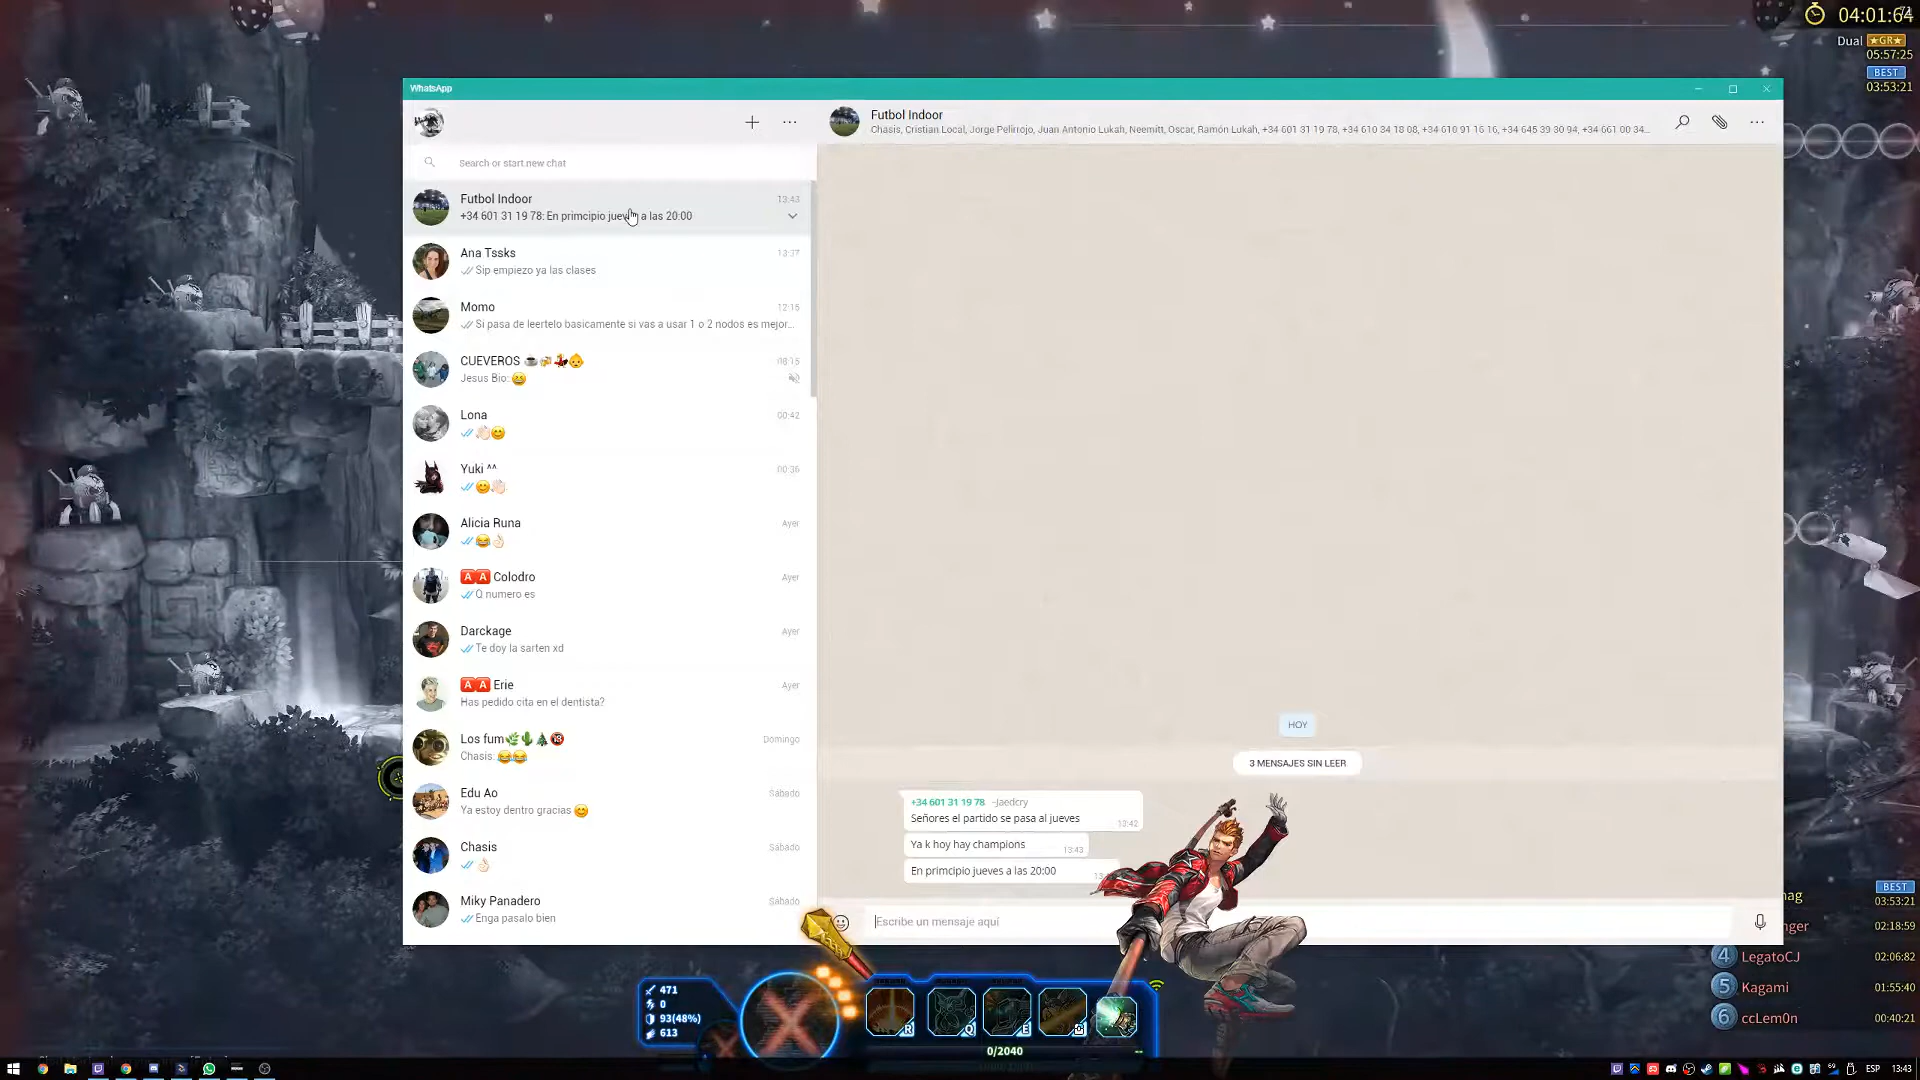 04:01:64
Dual ★GR★
05:57:25
BEST
03:53:21
WhatsApp
Search or start new chat
Futbol Indoor
13:43
+34 601 31 19 78: En primcipio jueves a las 20:00
Ana Tssks
13:37
Sip empiezo ya las clases
Momo
12:15
Si pasa de leertelo basicamente si vas a usar 1 o 2 nodos es mejor...
CUEVEROS ☕🍻💃👴
Jesus Bio: 😄
Lona
00:42
👋🏻😊
Yuki ^^
00:36
😊👋🏻
Alicia Runa
Ayer
😂👌🏻
🅰🅰 Colodro
Ayer
Q numero es
Darckage
Ayer
Te doy la sarten xd
🅰🅰 Erie
Ayer
Has pedido cita en el dentista?
Los fum🌿🌵🌲🔞
Domingo
Chasis: 😂😂
Edu Ao
Sábado
Ya estoy dentro gracias 😊
Chasis
Sábado
👌🏻
Miky Panadero
Sábado
Enga pasalo bien
Futbol Indoor
Chasis, Cristian Local, Jorge Pelirrojo, Juan Antonio Lukah, Neemitt, Oscar, Ramón Lukah, +34 601 31 19 78, +34 610 34 18 08, +34 610 91 16 16, +34 645 39 30 94, +34 661 00 34...
HOY
3 MENSAJES SIN LEER
+34 601 31 19 78 ~Jaedcry
Señores el partido se pasa al jueves
13:42
Ya k hoy hay champions
13:43
En primcipio jueves a las 20:00
Escribe un mensaje aquí
BEST
03:53:21
02:18:59
4 LegatoCJ 02:06:82
5 Kagami 01:55:40
6 ccLem0n 00:40:21
471
0
93(48%)
613
R
Q
E
0/2040
ESP
13:43